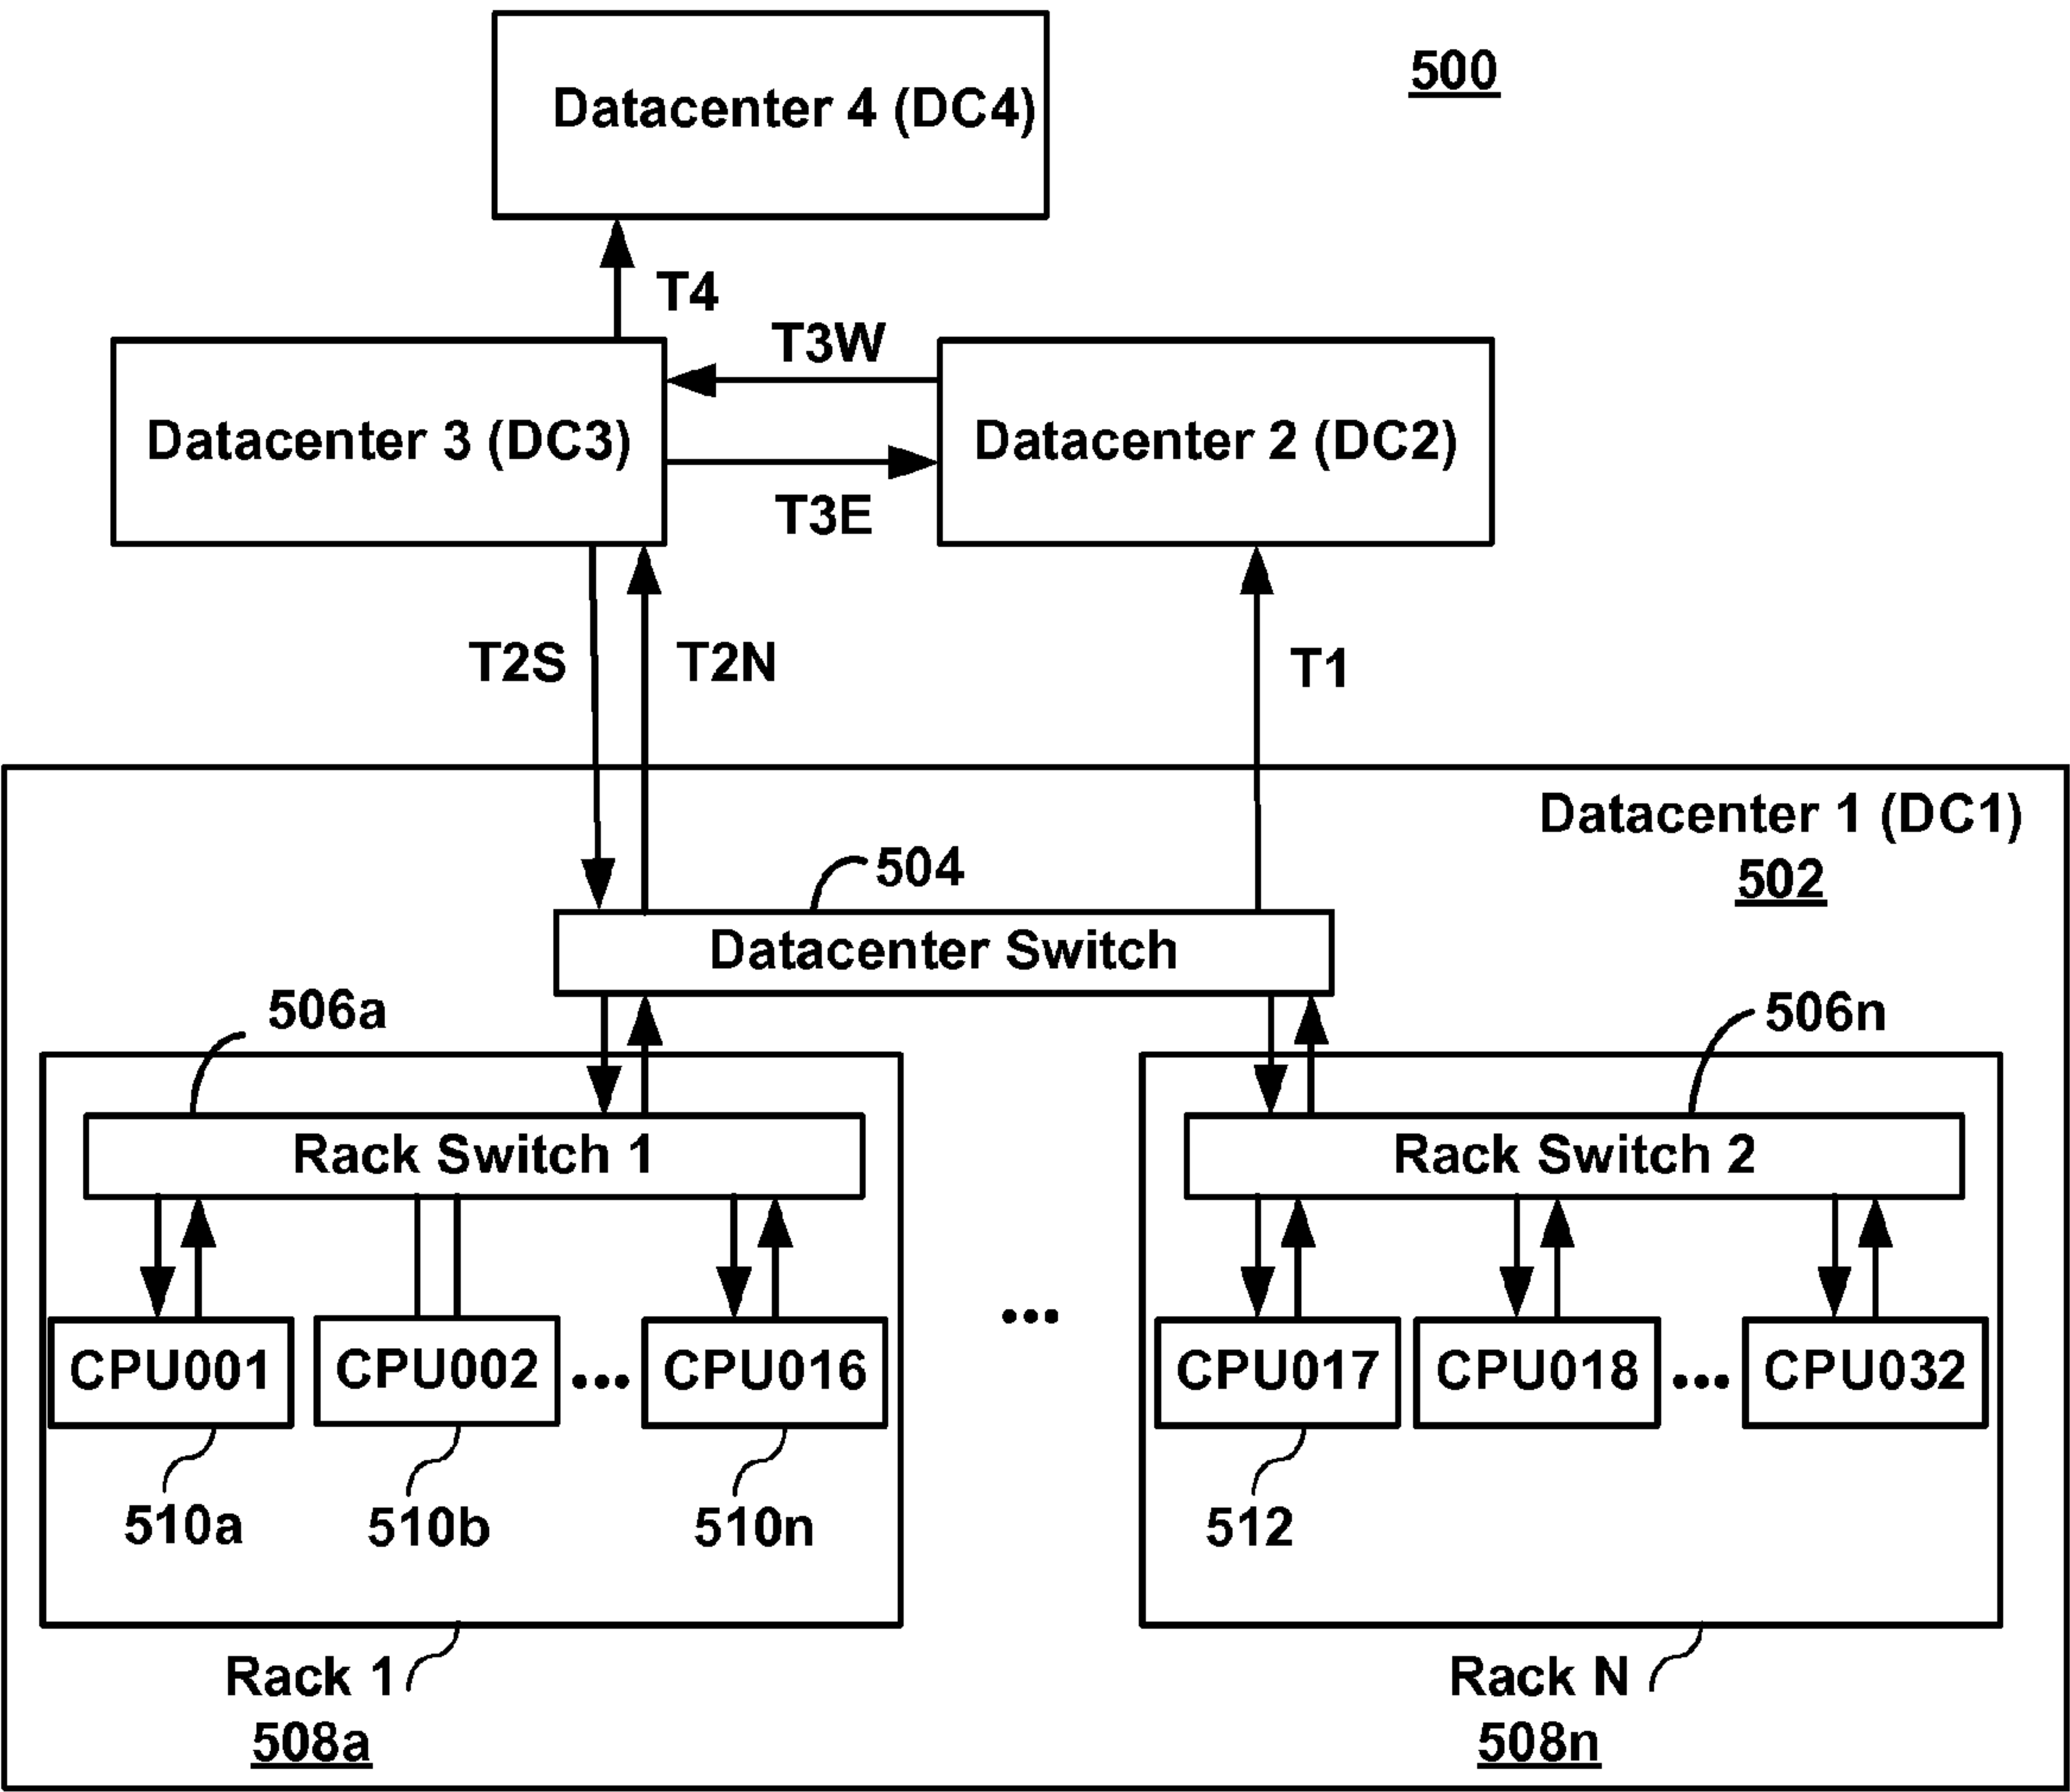 500
Datacenter 4 (DC4)
T4
T3W
Datacenter 3 (DC3)
Datacenter 2 (DC2)
T3E
T2S
T2N
T1
Datacenter 1 (DC1)
502
504
Datacenter Switch
506a
506n
Rack Switch 1
Rack Switch 2
CPU001
CPU002
...
CPU016
...
CPU017
CPU018
...
CPU032
510a
510b
510n
512
Rack 1
508a
Rack N
508n